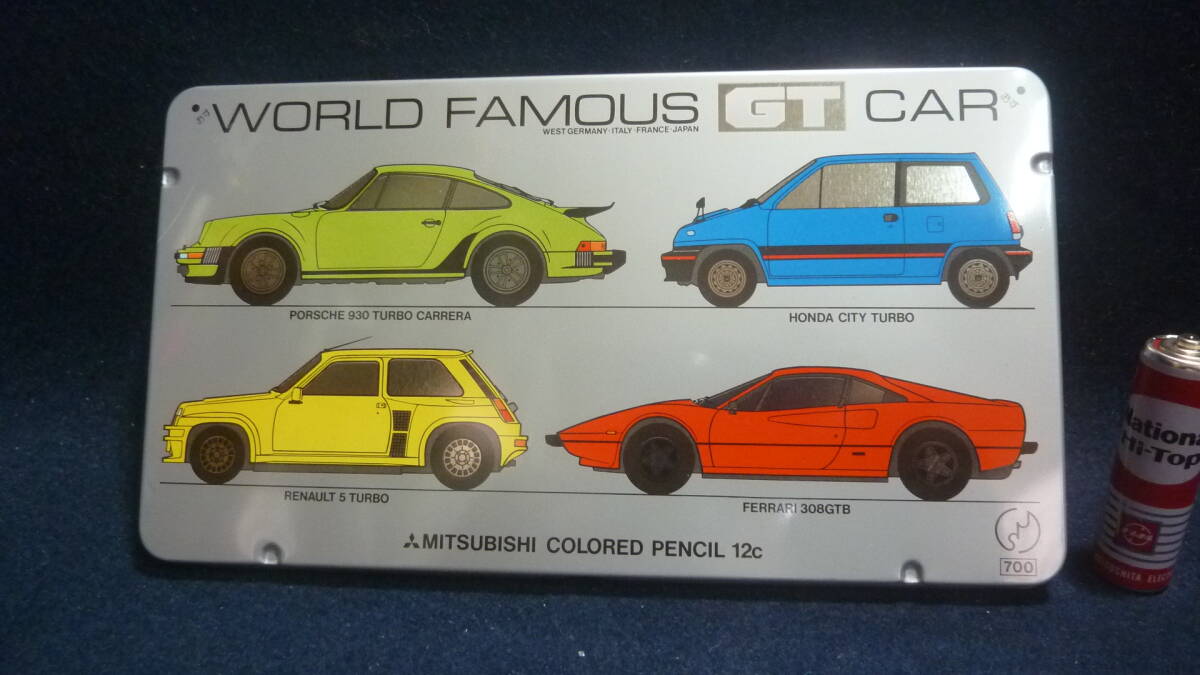 WORLD FAMOUS GT CAR
WEST GERMANY·ITALY·FRANCE·JAPAN
PORSCHE 930 TURBO CARRERA
HONDA CITY TURBO
RENAULT 5 TURBO
FERRARI 308GTB
MITSUBISHI COLORED PENCIL 12c
700
National
Hi-Top